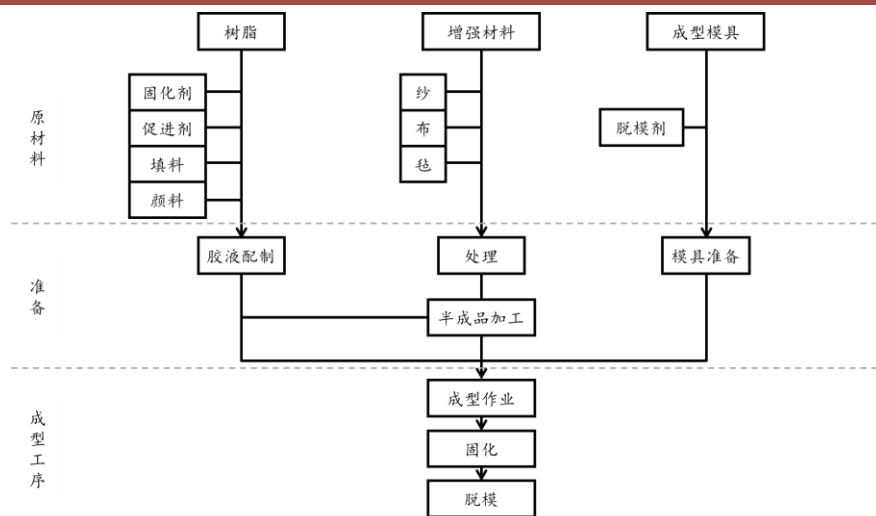 树脂
增强材料
成型模具
原材料
固化剂
促进剂
填料
颜料
纱
布
毡
脱模剂
准备
胶液配制
处理
模具准备
半成品加工
成型工序
成型作业
固化
脱模